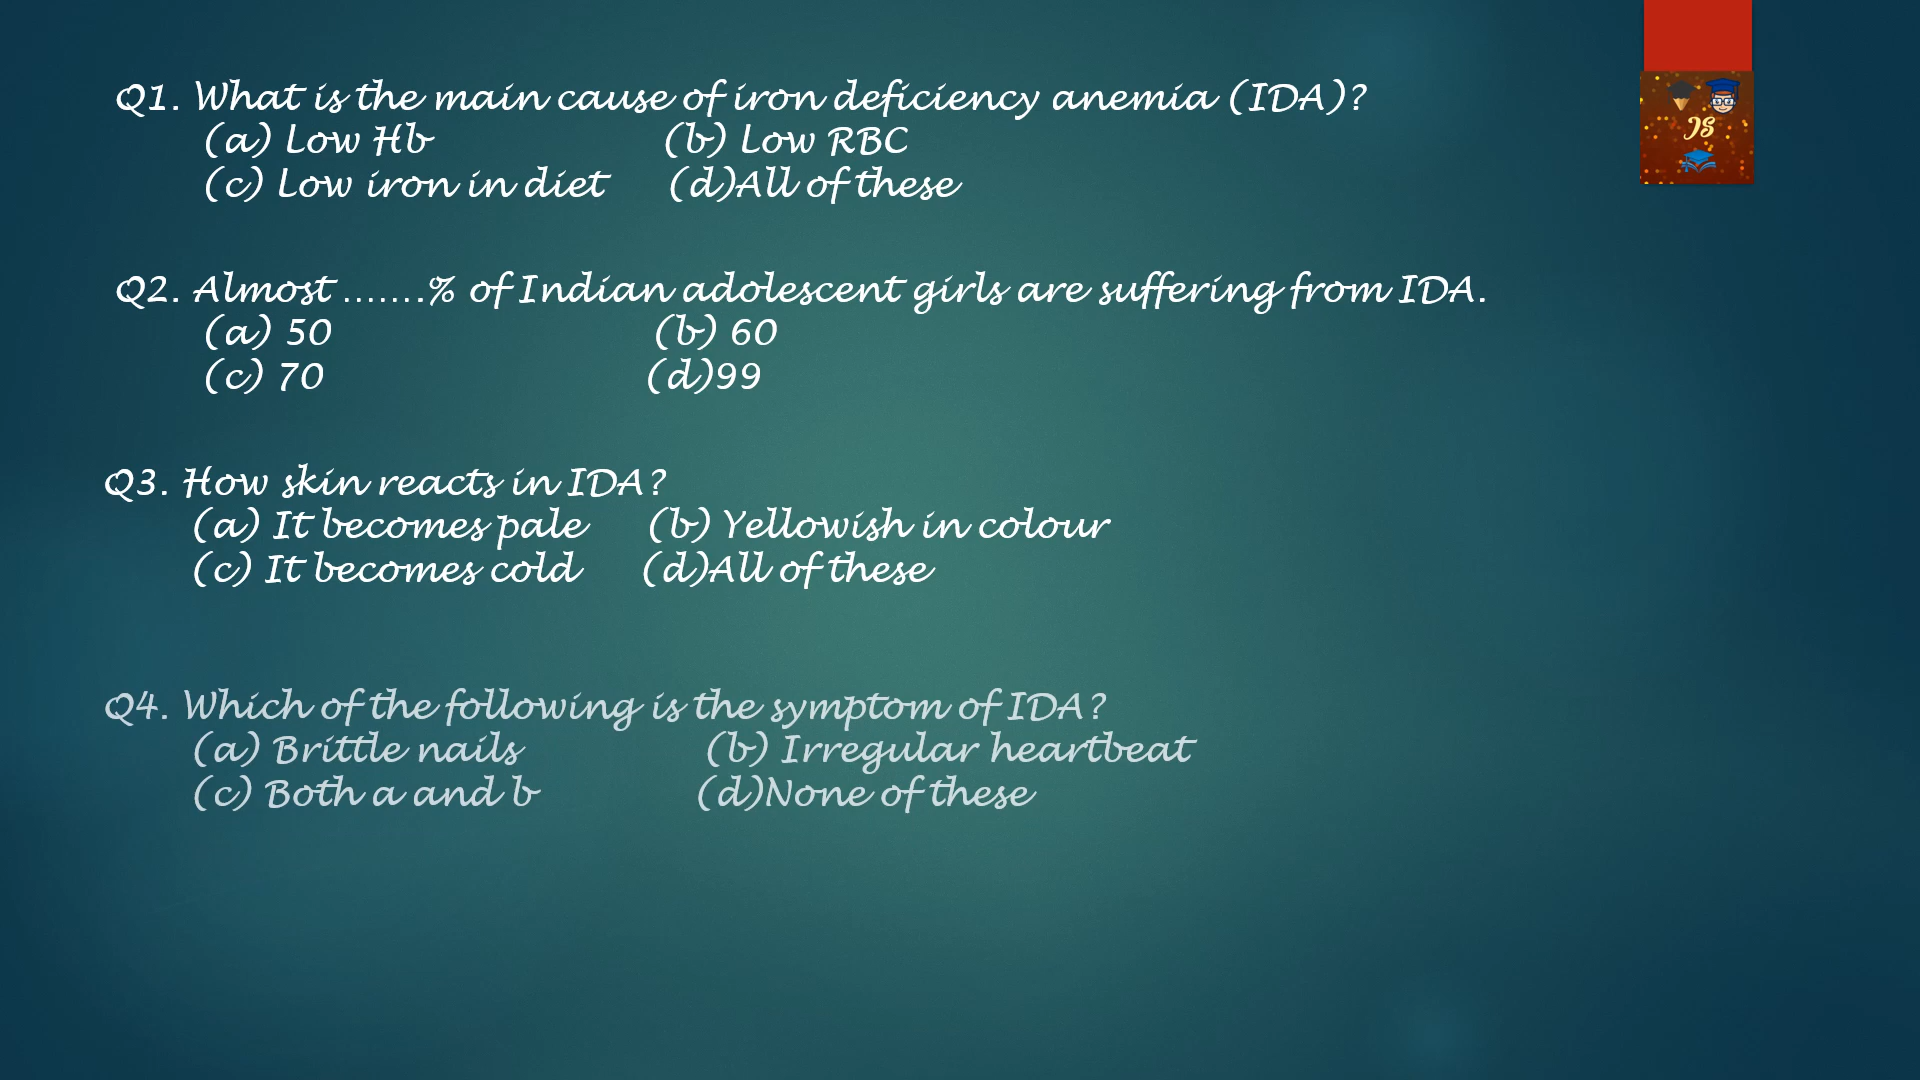 Q1. What is the main cause of iron deficiency anemia (IDA)?
(a) Low Hb (b) Low RBC
(c) Low iron in diet (d)All of these
Q2. Almost .......% of Indian adolescent girls are suffering from IDA.
(a) 50 (b) 60
(c) 70 (d)99
Q3. How skin reacts in IDA?
(a) It becomes pale (b) Yellowish in colour
(c) It becomes cold (d)All of these
Q4. Which of the following is the symptom of IDA?
(a) Brittle nails (b) Irregular heartbeat
(c) Both a and b (d)None of these
JS